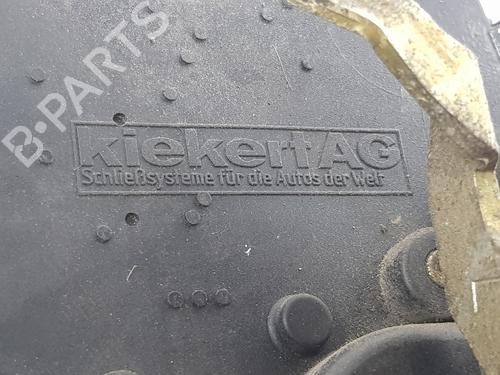 B-PARTS
kiekert AG
Schließsysteme für die Autos der Welt